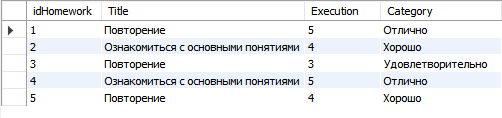 idHomework Title Execution Category
1 Повторение 5 Отлично
2 Ознакомиться с основными понятиями 4 Хорошо
3 Повторение 3 Удовлетворительно
4 Ознакомиться с основными понятиями 5 Отлично
5 Повторение 4 Хорошо